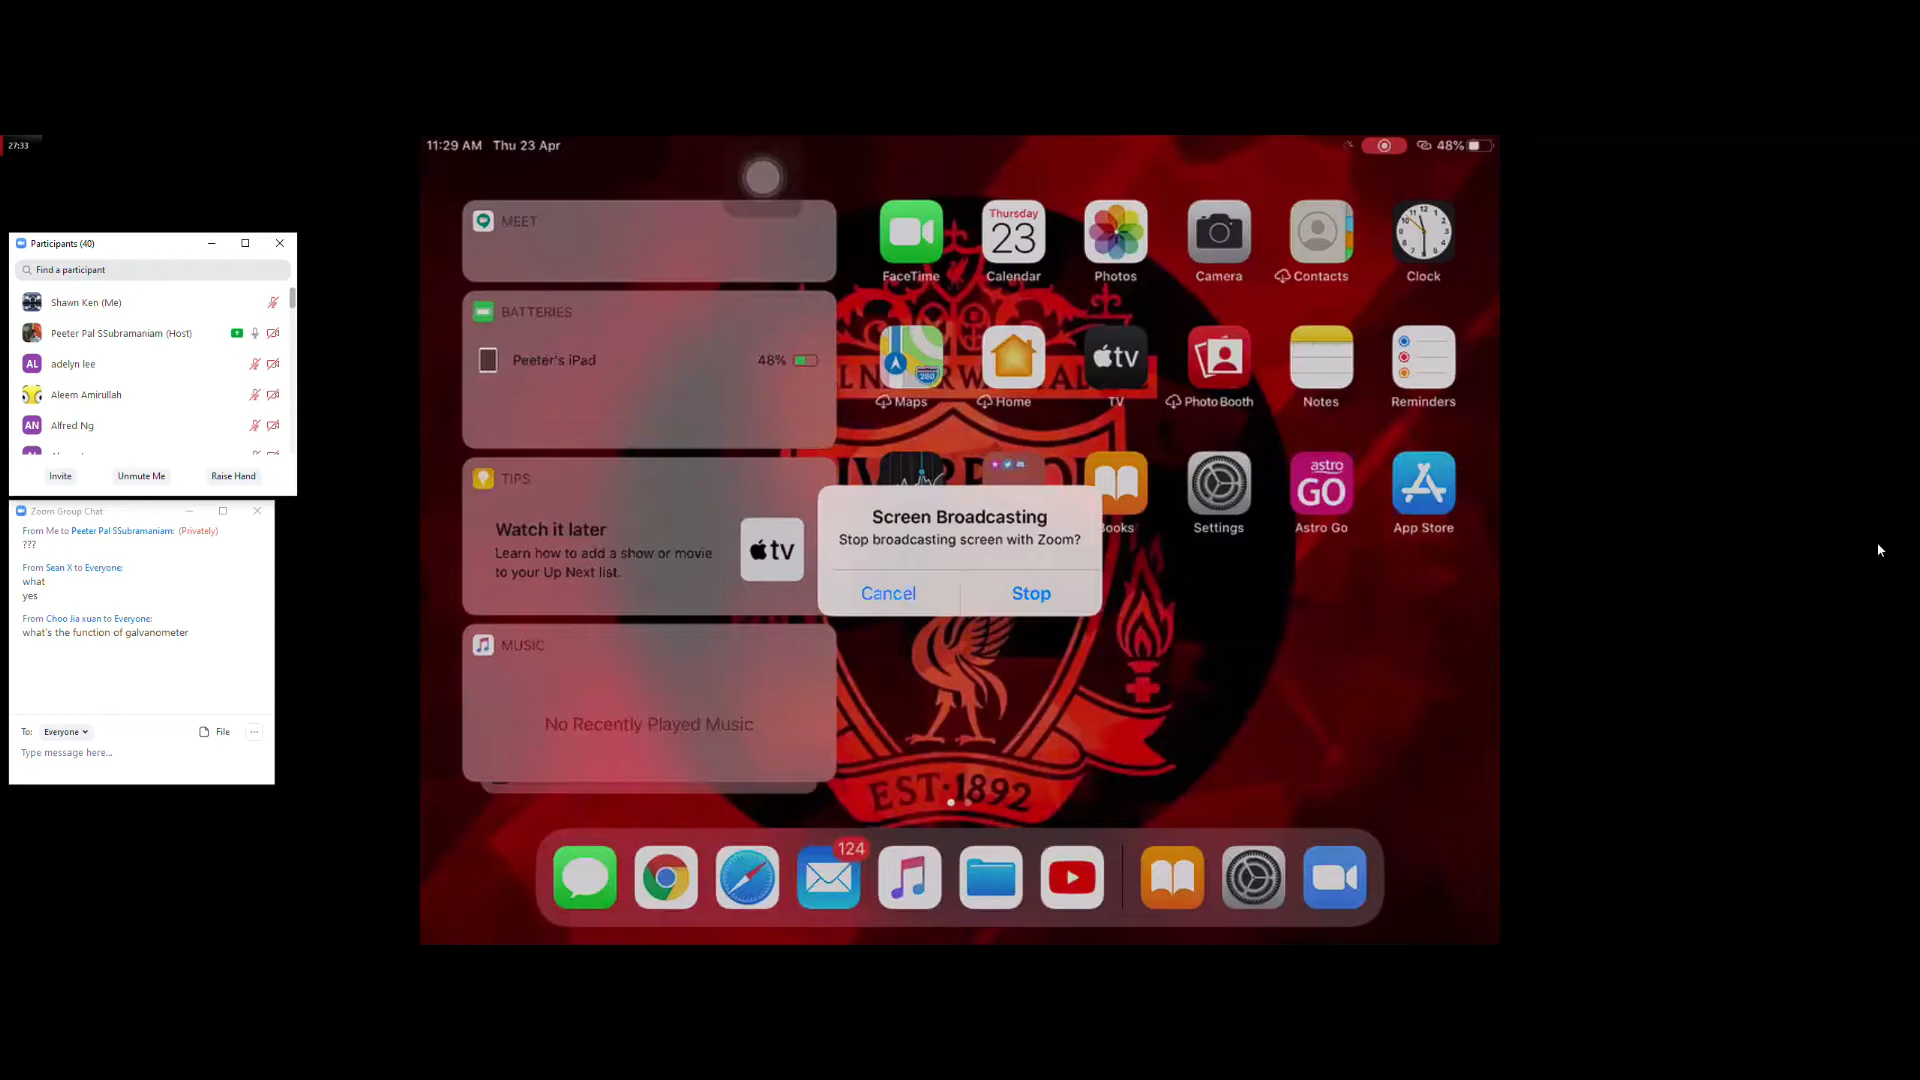 27:33
Participants (40)
Find a participant
Shawn Ken (Me)
Peeter Pal SSubramaniam (Host)
AL adelyn lee
Aleem Amirullah
AN Alfred Ng
Invite Unmute Me Raise Hand
Zoom Group Chat
From Me to Peeter Pal SSubramaniam: (Privately)
???
From Sean X to Everyone:
what
yes
From Choo Jia xuan to Everyone:
what's the function of galvanometer
To: Everyone File ...
Type message here...
11:29 AM Thu 23 Apr
48%
MEET
BATTERIES
Peeter's iPad 48%
TIPS
Watch it later
Learn how to add a show or movie
to your Up Next list.
tv
MUSIC
No Recently Played Music
Thursday
23
FaceTime Calendar Photos Camera Contacts Clock
280
tv
Maps Home TV Photo Booth Notes Reminders
astro
GO
Books Settings Astro Go App Store
Screen Broadcasting
Stop broadcasting screen with Zoom?
Cancel Stop
EST·1892
124